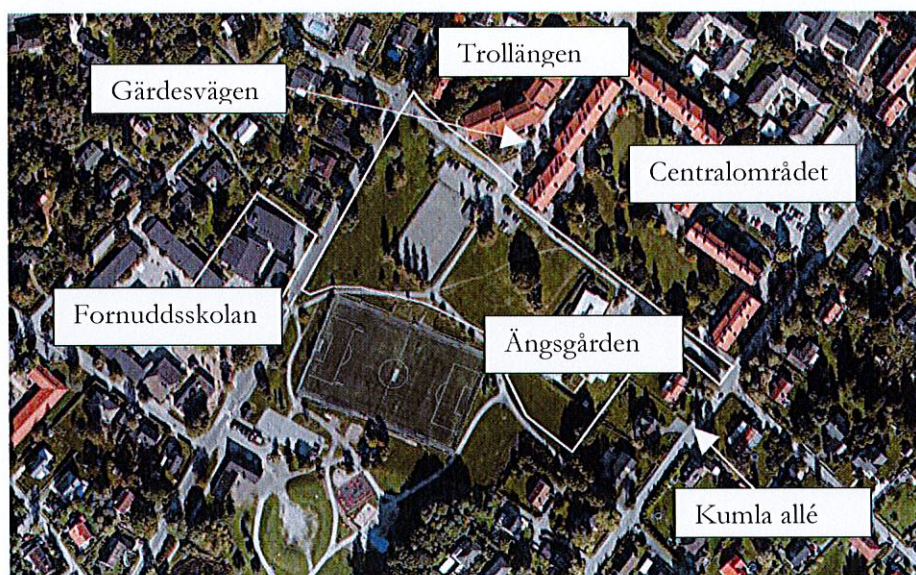 Trollängen
Gärdesvägen
Centralområdet
Fornuddsskolan
Ängsgården
Kumla allé